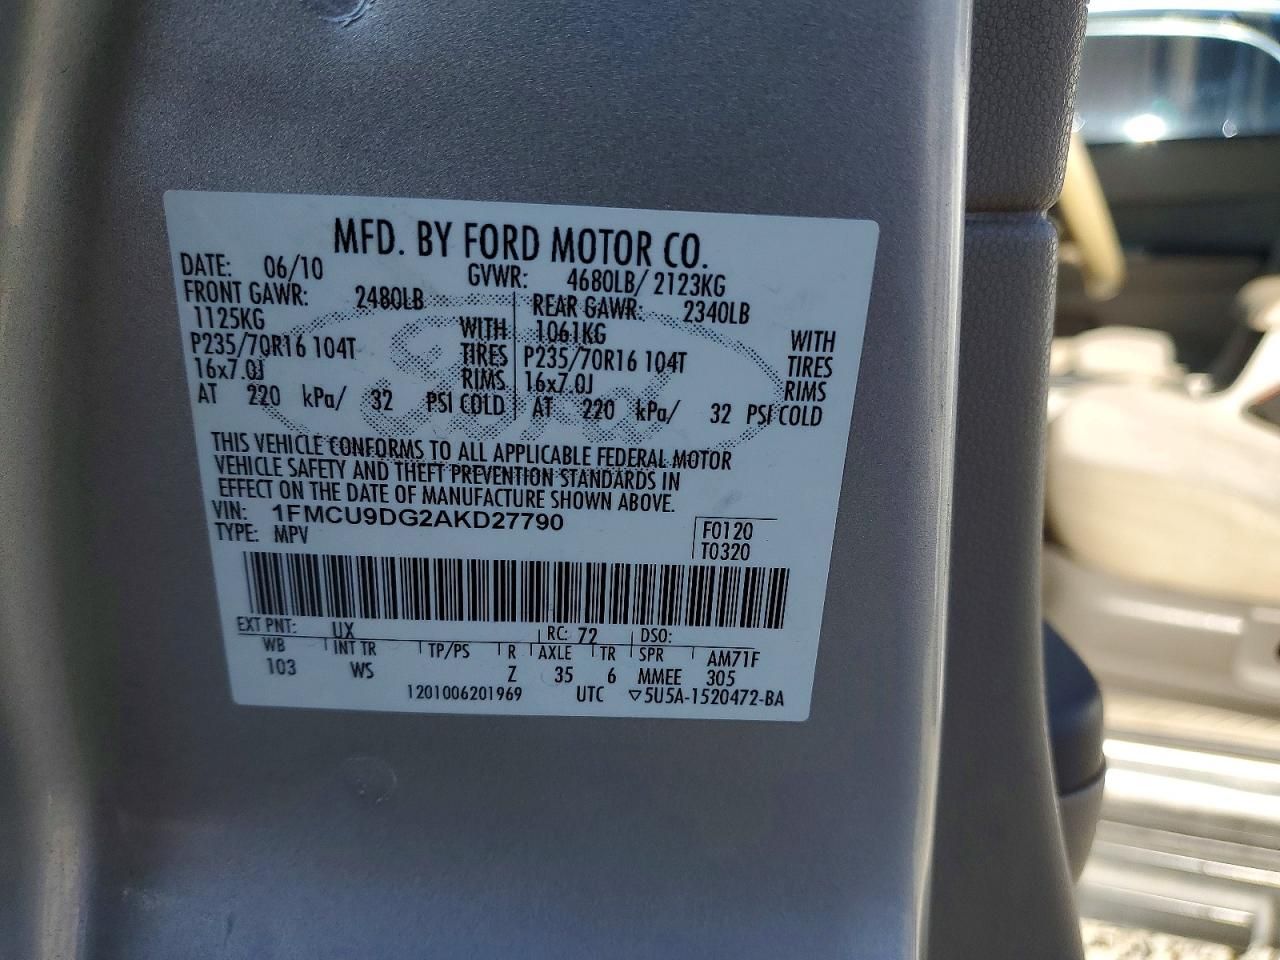 MFD. BY FORD MOTOR CO.
DATE: 06/10 GVWR: 4680LB/ 2123KG
FRONT GAWR: 2480LB REAR GAWR: 2340LB
1125KG WITH 1061KG WITH
P235/70R16 104T TIRES P235/70R16 104T TIRES
16x7.0J RIMS 16x7.0J RIMS
AT 220 kPa/ 32 PSI COLD AT 220 kPa/ 32 PSI COLD
Ford
THIS VEHICLE CONFORMS TO ALL APPLICABLE FEDERAL MOTOR
VEHICLE SAFETY AND THEFT PREVENTION STANDARDS IN
EFFECT ON THE DATE OF MANUFACTURE SHOWN ABOVE.
VIN: 1FMCU9DG2AKD27790
TYPE: MPV
F0120
T0320
EXT PNT: UX RC: 72 DSO:
WB INT TR TP/PS R AXLE TR SPR AM71F
103 WS Z 35 6 MMEE 305
1201006201969 UTC ▽5U5A-1520472-BA